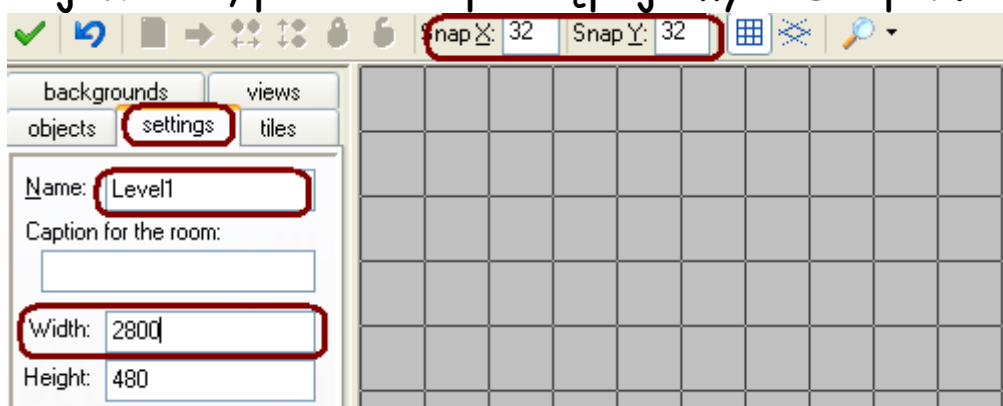 Snap X: 32 Snap Y: 32
backgrounds views
objects settings tiles
Name: Level1
Caption for the room:
Width: 2800
Height: 480